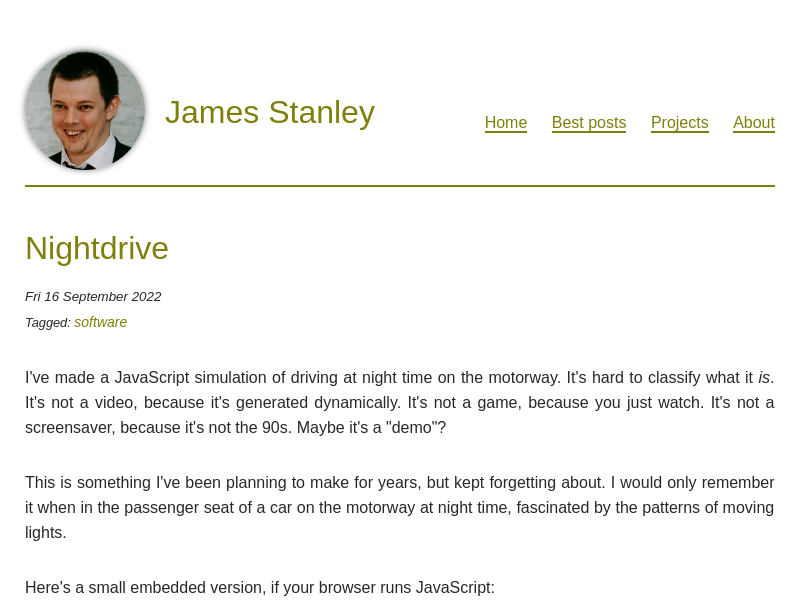 James Stanley
Home Best posts Projects About
Nightdrive
Fri 16 September 2022
Tagged: software
I've made a JavaScript simulation of driving at night time on the motorway. It's hard to classify what it is.
It's not a video, because it's generated dynamically. It's not a game, because you just watch. It's not a
screensaver, because it's not the 90s. Maybe it's a "demo"?
This is something I've been planning to make for years, but kept forgetting about. I would only remember
it when in the passenger seat of a car on the motorway at night time, fascinated by the patterns of moving
lights.
Here's a small embedded version, if your browser runs JavaScript: